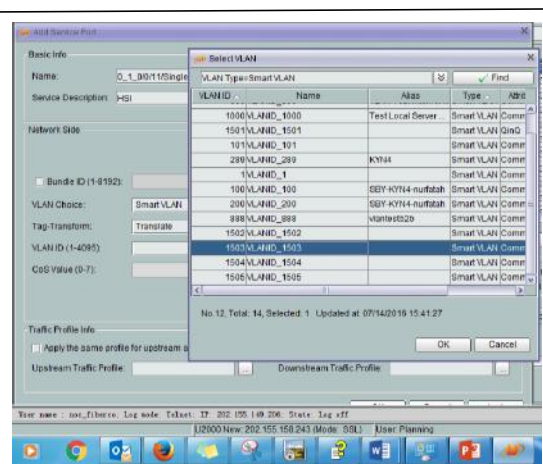 Add Service Port
Basic Info
Name: 0_1_0/0/11/Single
Service Description: HSI
Network Side
Bundle ID (1-8192):
VLAN Choice: Smart VLAN
Tag-Transform: Translate
VLAN ID (1-4095):
CoS Value (0-7):
Traffic Profile Info
Apply the same profile for upstream a
Upstream Traffic Profile: ...
Downstream Traffic Profile: ...
Select VLAN
VLAN Type=Smart VLAN Find
VLAN ID Name Alias Type Attrib
1000 VLANID_1000 Test Local Server ... Smart VLAN Comm
1501 VLANID_1501 Smart VLAN QinQ
101 VLANID_101 Smart VLAN Comm
289 VLANID_289 KYN4 Smart VLAN Comm
1 VLANID_1 Smart VLAN Comm
100 VLANID_100 SBY-KYN4-nurfatah Smart VLAN Comm
200 VLANID_200 SBY-KYN4-nurfatah Smart VLAN Comm
888 VLANID_888 vlantestb2b Smart VLAN Comm
1502 VLANID_1502 Smart VLAN Comm
1503 VLANID_1503 Smart VLAN Comm
1504 VLANID_1504 Smart VLAN Comm
1505 VLANID_1505 Smart VLAN Comm
No.12, Total: 14, Selected: 1 Updated at: 07/14/2016 15:41:27
OK Cancel
User name : noc_fiberco, Log mode: Telnet, IP: 202.155.149.206, State: log off
U2000 New: 202.155.158.243 (Mode: SSL) User: Planning